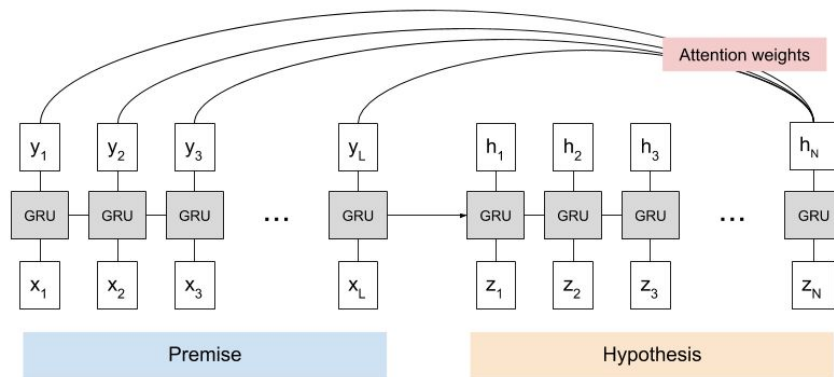 Attention weights
y1 y2 y3 yL h1 h2 h3 hN
GRU GRU GRU ... GRU GRU GRU GRU ... GRU
x1 x2 x3 xL z1 z2 z3 zN
Premise Hypothesis